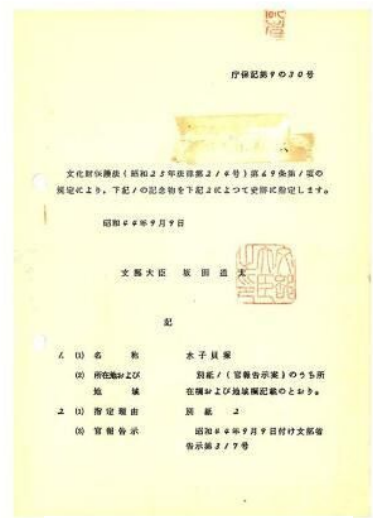 庁保記第9の30号
文化財保護法(昭和25年法律第214号)第69条第1項の
規定により、下記1の記念物を下記2によつて史跡に指定します。
昭和44年9月9日
文部大臣 坂田道太
記
1. (1) 名称 水子貝塚
(2) 所在地および 別紙1(官報告示案)のうち所
地域 在欄および地域欄記載のとおり。
2 (1) 指定理由 別紙 2
(2) 官報告示 昭和44年9月9日付け文部省
告示第317号